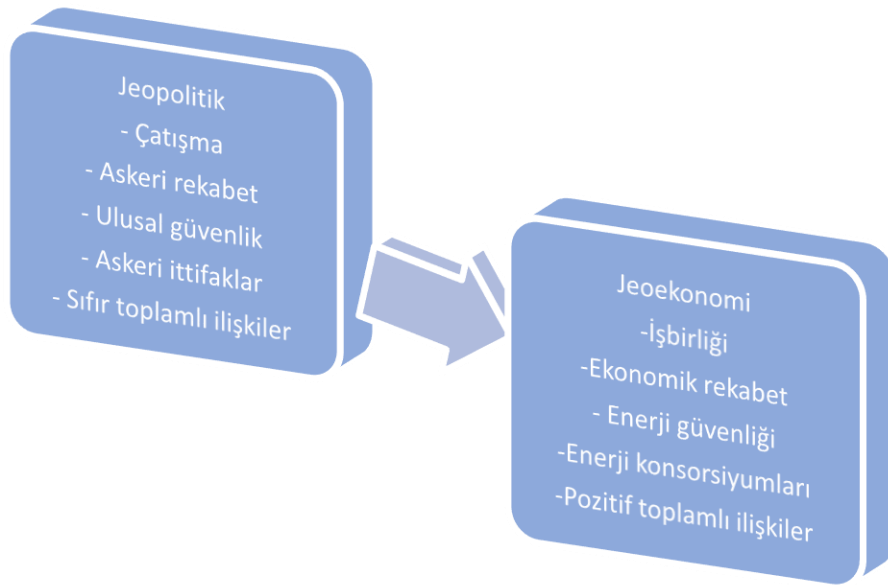 Jeopolitik
- Çatışma
- Askeri rekabet
- Ulusal güvenlik
- Askeri ittifaklar
- Sıfır toplamlı ilişkiler
Jeoekonomi
-İşbirliği
-Ekonomik rekabet
- Enerji güvenliği
-Enerji konsorsiyumları
-Pozitif toplamlı ilişkiler